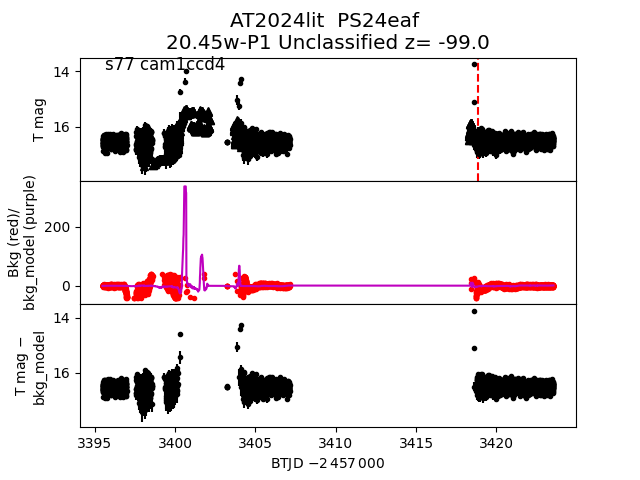 AT2024lit  PS24eaf
20.45w-P1 Unclassified z= -99.0
s77 cam1ccd4
14
16
T mag
200
0
Bkg (red)/
bkg_model (purple)
14
16
T mag −
bkg_model
3395 3400 3405 3410 3415 3420
BTJD −2 457 000